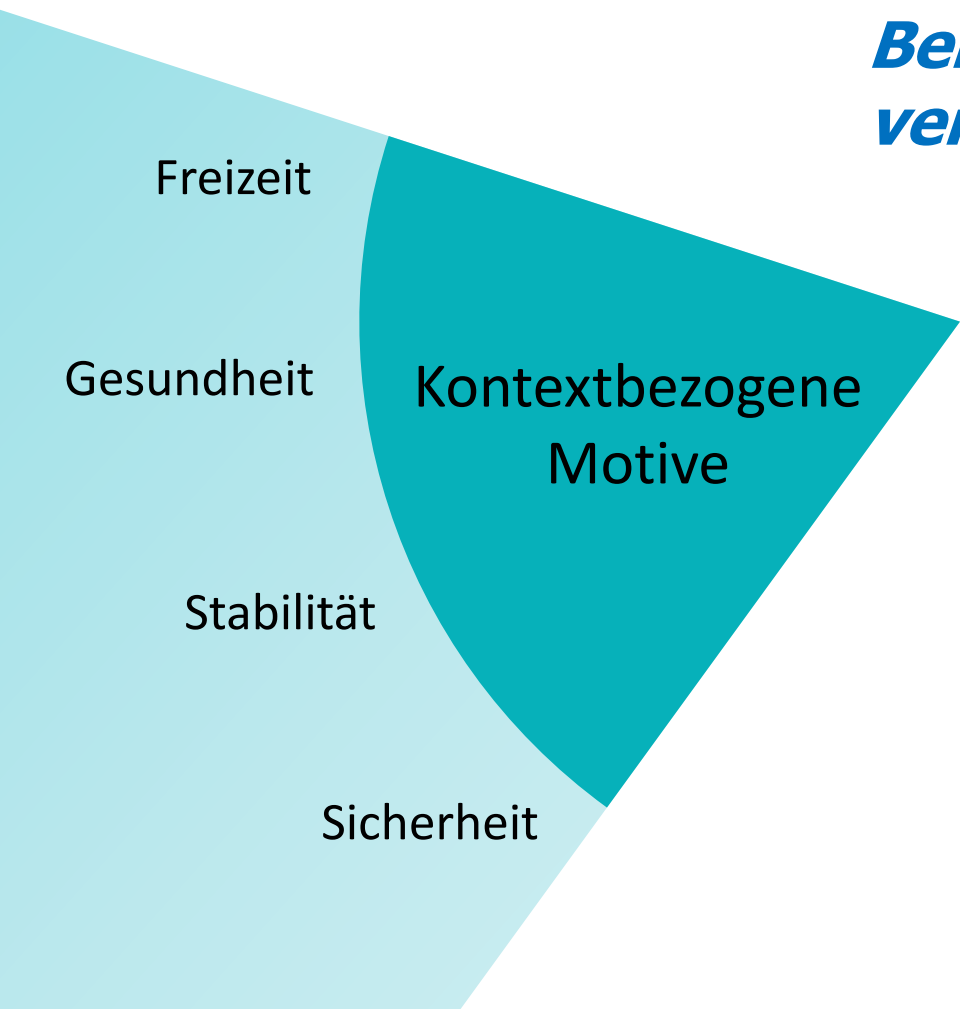 Freizeit
Gesundheit
Kontextbezogene
Motive
Stabilität
Sicherheit